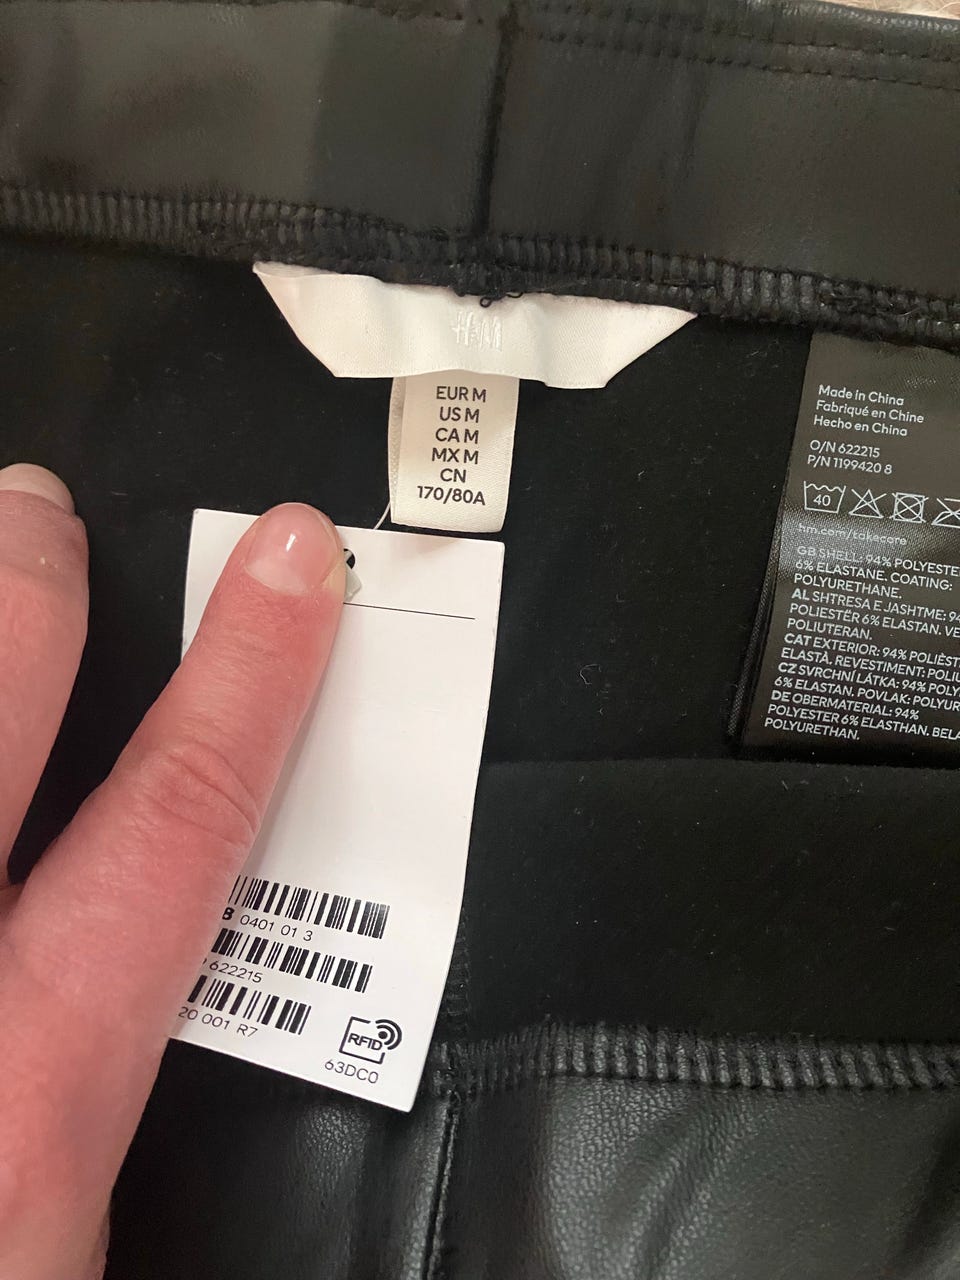 H&M
EUR M
US M
CA M
MX M
CN
170/80A
Made in China
Fabriqué en Chine
Hecho en China
O/N 622215
P/N 1199420 8
40
hm.com/takecare
GB SHELL: 94% POLYESTE
6% ELASTANE. COATING:
POLYURETHANE.
AL SHTRESA E JASHTME: 94
POLIESTËR 6% ELASTAN. VE
POLIUTERAN.
CAT EXTERIOR: 94% POLIÈST
ELASTÀ. REVESTIMENT: POLIU
CZ SVRCHNÍ LÁTKA: 94% POLY
6% ELASTAN. POVLAK: POLYUR
DE OBERMATERIAL: 94%
POLYESTER 6% ELASTHAN. BELA
POLYURETHAN.
0401 01 3
622215
20 001 R7
RFID
63DC0